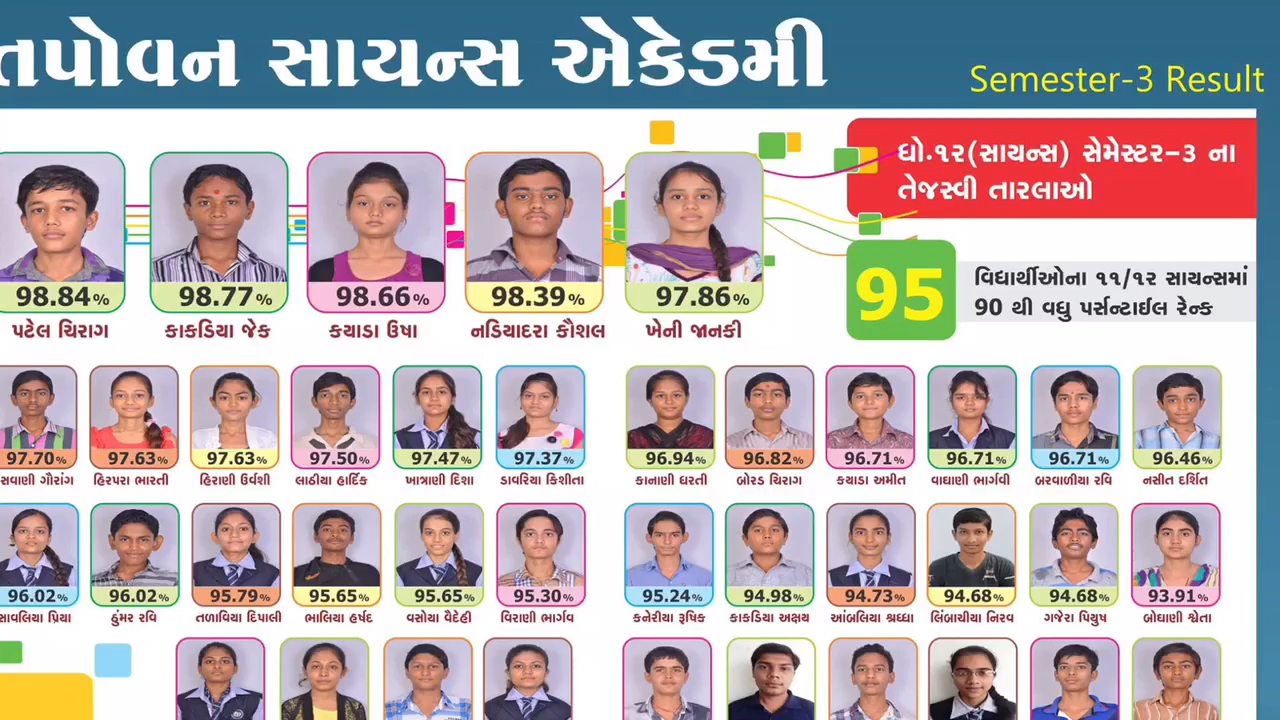 તપોવન સાયન્સ એકેડમી
Semester-3 Result
ધો.૧૨(સાયન્સ) સેમેસ્ટર-૩ ના
તેજસ્વી તારલાઓ
95
વિદ્યાર્થીઓના ૧૧/૧૨ સાયન્સમાં
90 થી વધુ પર્સન્ટાઈલ રેન્ક
98.84% 98.77% 98.66% 98.39% 97.86%
પટેલ ચિરાગ કાકડિયા જેક કયાડા ઉષા નડિયાદરા કૌશલ ખેની જાનકી
97.70% 97.63% 97.63% 97.50% 97.47% 97.37% 96.94% 96.82% 96.71% 96.71% 96.71% 96.46%
સવાણી ગૌરાંગ હિરપરા ભારતી હિરાણી ઉર્વશી લાઠીયા હાર્દિક ખાત્રાણી દિશા ડાવરિયા કિશીતા કાનાણી ધરતી બોરડ ચિરાગ કયાડા અમીત વાઘાણી ભાર્ગવી બરવાળીયા રવિ નસીત દર્શિત
96.02% 96.02% 95.79% 95.65% 95.65% 95.30% 95.24% 94.98% 94.73% 94.68% 94.68% 93.91%
સાવલિયા પ્રિયા ઠુંમર રવિ તળાવિયા દિપાલી ભાલિયા હર્ષદ વસોયા વૈદેહી વિરાણી ભાર્ગવ કનેરીયા રૂષિક કાકડિયા અક્ષય આંબલિયા શ્રધ્ધા લિંબાચીયા નિરવ ગજેરા પિયુષ બોઘાણી શ્વેતા